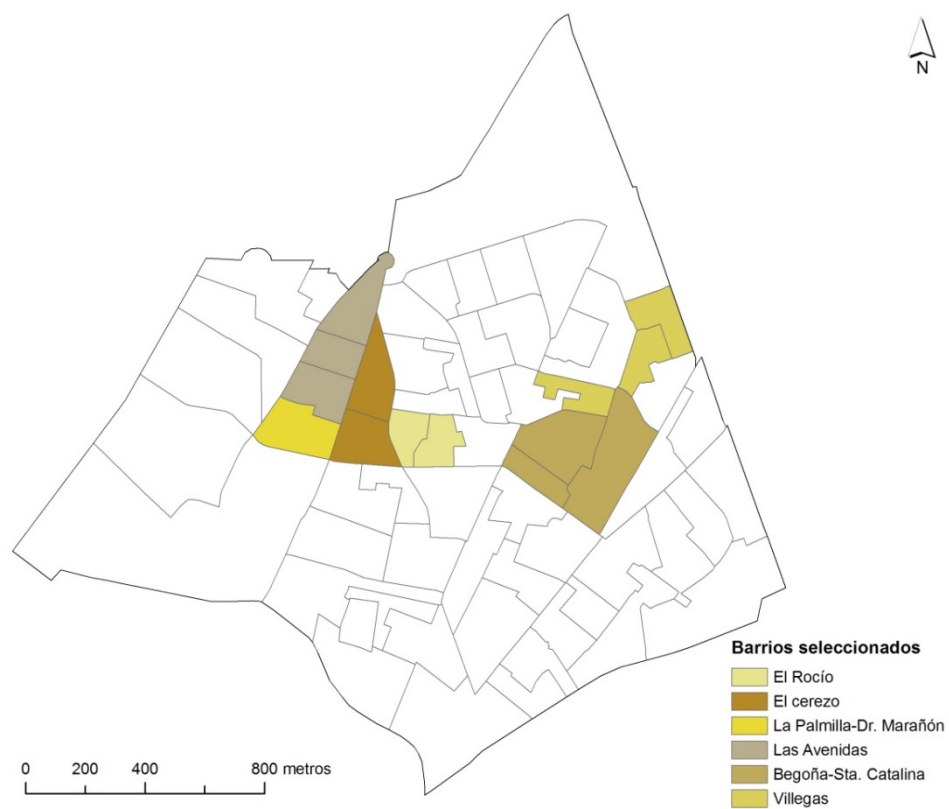 N
Barrios seleccionados
El Rocío
El cerezo
La Palmilla-Dr. Marañón
Las Avenidas
Begoña-Sta. Catalina
Villegas
0 200 400 800 metros